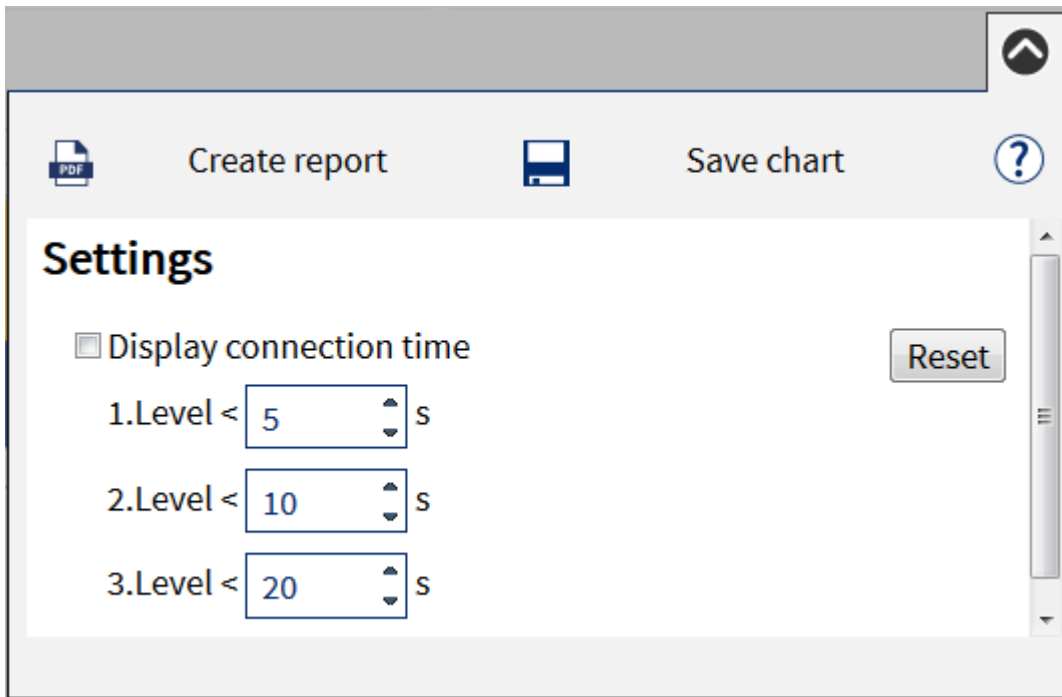 PDF Create report Save chart ?
Settings
Display connection time Reset
1.Level < 5 s
2.Level < 10 s
3.Level < 20 s